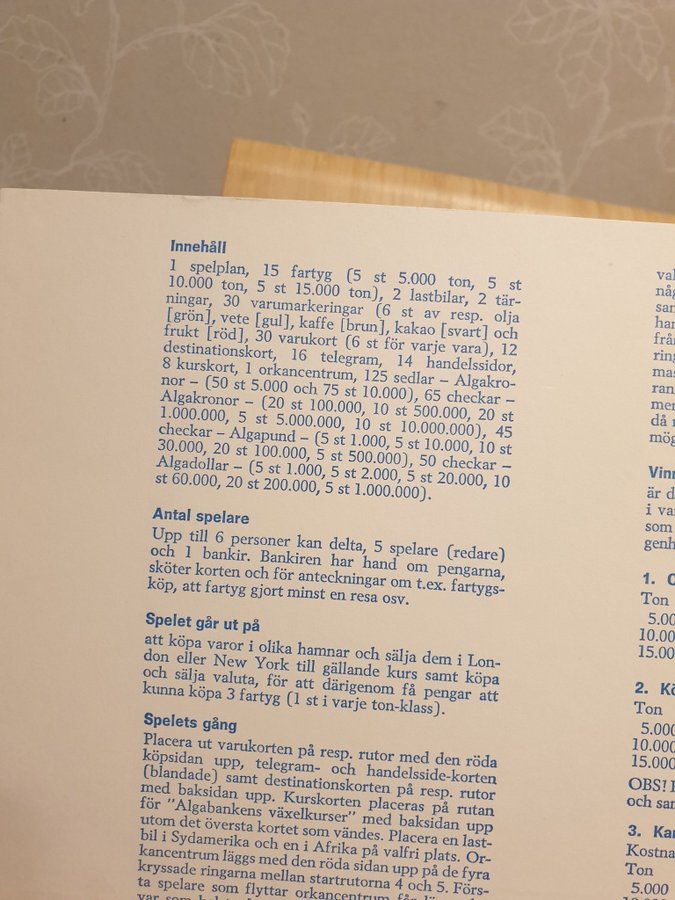 Innehåll
1 spelplan, 15 fartyg (5 st 5.000 ton, 5 st
10.000 ton, 5 st 15.000 ton), 2 lastbilar, 2 tär-
ningar, 30 varumarkeringar (6 st av resp. olja
[grön], vete [gul], kaffe [brun], kakao [svart] och
frukt [röd], 30 varukort (6 st för varje vara), 12
destinationskort, 16 telegram, 14 handelssidor,
8 kurskort, 1 orkancentrum, 125 sedlar – Algakro-
nor – (50 st 5.000 och 75 st 10.000), 65 checkar –
Algakronor – (20 st 100.000, 10 st 500.000, 20 st
1.000.000, 5 st 5.000.000, 10 st 10.000.000), 45
checkar – Algapund – (5 st 1.000, 5 st 10.000, 10 st
30.000, 20 st 100.000, 5 st 500.000), 50 checkar –
Algadollar – (5 st 1.000, 5 st 2.000, 5 st 20.000, 10
st 60.000, 20 st 200.000, 5 st 1.000.000).
Antal spelare
Upp till 6 personer kan delta, 5 spelare (redare)
och 1 bankir. Bankiren har hand om pengarna,
sköter korten och för anteckningar om t.ex. fartygs-
köp, att fartyg gjort minst en resa osv.
Spelet går ut på
att köpa varor i olika hamnar och sälja dem i Lon-
don eller New York till gällande kurs samt köpa
och sälja valuta, för att därigenom få pengar att
kunna köpa 3 fartyg (1 st i varje ton-klass).
Spelets gång
Placera ut varukorten på resp. rutor med den röda
köpsidan upp, telegram- och handelsside-korten
(blandade) samt destinationskorten på resp. rutor
med baksidan upp. Kurskorten placeras på rutan
för "Algabankens växelkurser" med baksidan upp
utom det översta kortet som vändes. Placera en last-
bil i Sydamerika och en i Afrika på valfri plats. Or-
kancentrum läggs med den röda sidan upp på de fyra
kryssade ringarna mellan startrutorna 4 och 5. Förs-
ta spelare som flyttar orkancentrum får
är d
i va
som
genh
1.
Ton
5.00
10.00
15.00
2. Kö
Ton
5.000
10.000
15.000
OBS!
och sam
3. Kar
Kostna
Ton
5.000